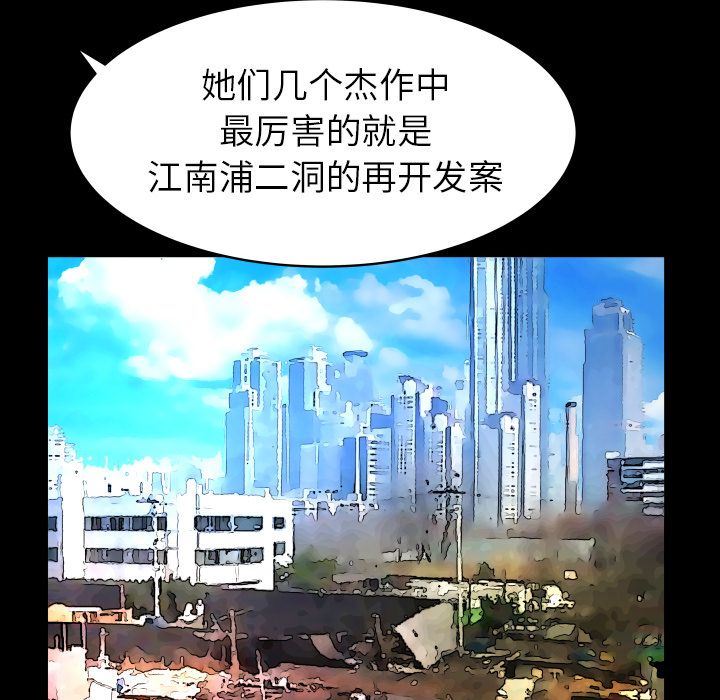 她们几个杰作中
最厉害的就是
江南浦二洞的再开发案